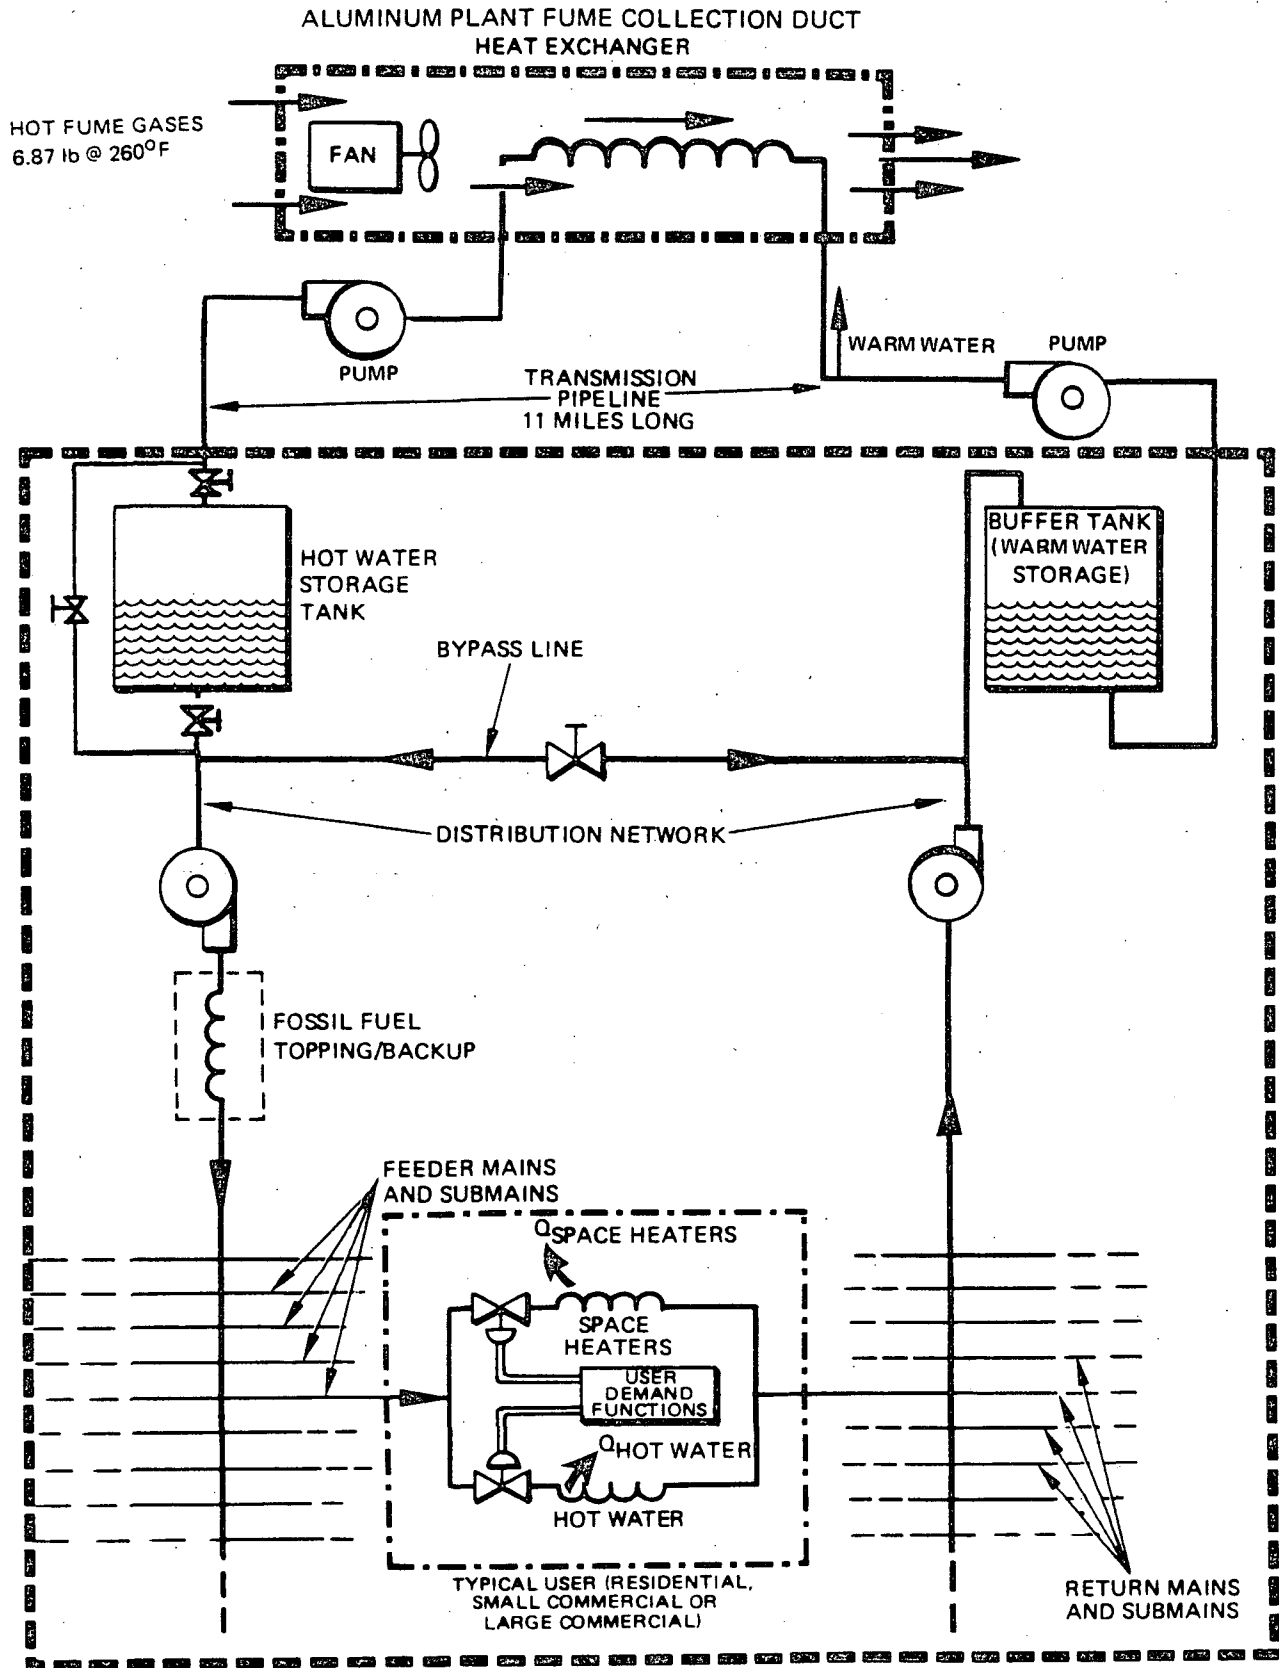 ALUMINUM PLANT FUME COLLECTION DUCT
HEAT EXCHANGER
HOT FUME GASES
6.87 lb @ 260°F
FAN
PUMP
WARM WATER
PUMP
TRANSMISSION
PIPELINE
11 MILES LONG
HOT WATER
STORAGE
TANK
BUFFER TANK
(WARM WATER
STORAGE)
BYPASS LINE
DISTRIBUTION NETWORK
FOSSIL FUEL
TOPPING/BACKUP
FEEDER MAINS
AND SUBMAINS
QSPACE HEATERS
SPACE
HEATERS
USER
DEMAND
FUNCTIONS
QHOT WATER
HOT WATER
TYPICAL USER (RESIDENTIAL,
SMALL COMMERCIAL OR
LARGE COMMERCIAL)
RETURN MAINS
AND SUBMAINS